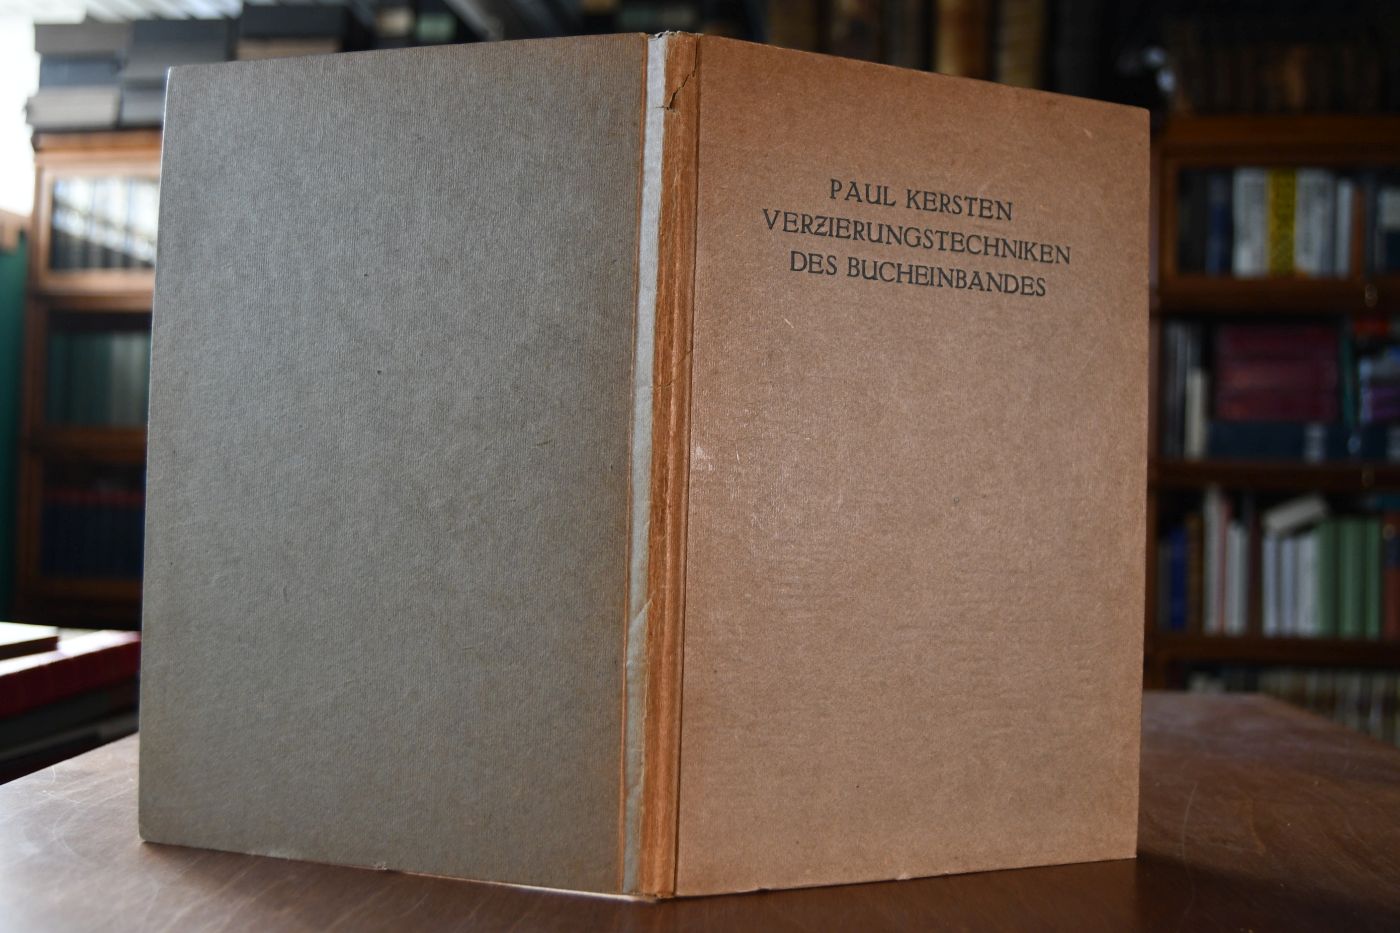 PAUL KERSTEN
VERZIERUNGSTECHNIKEN
DES BUCHEINBANDES